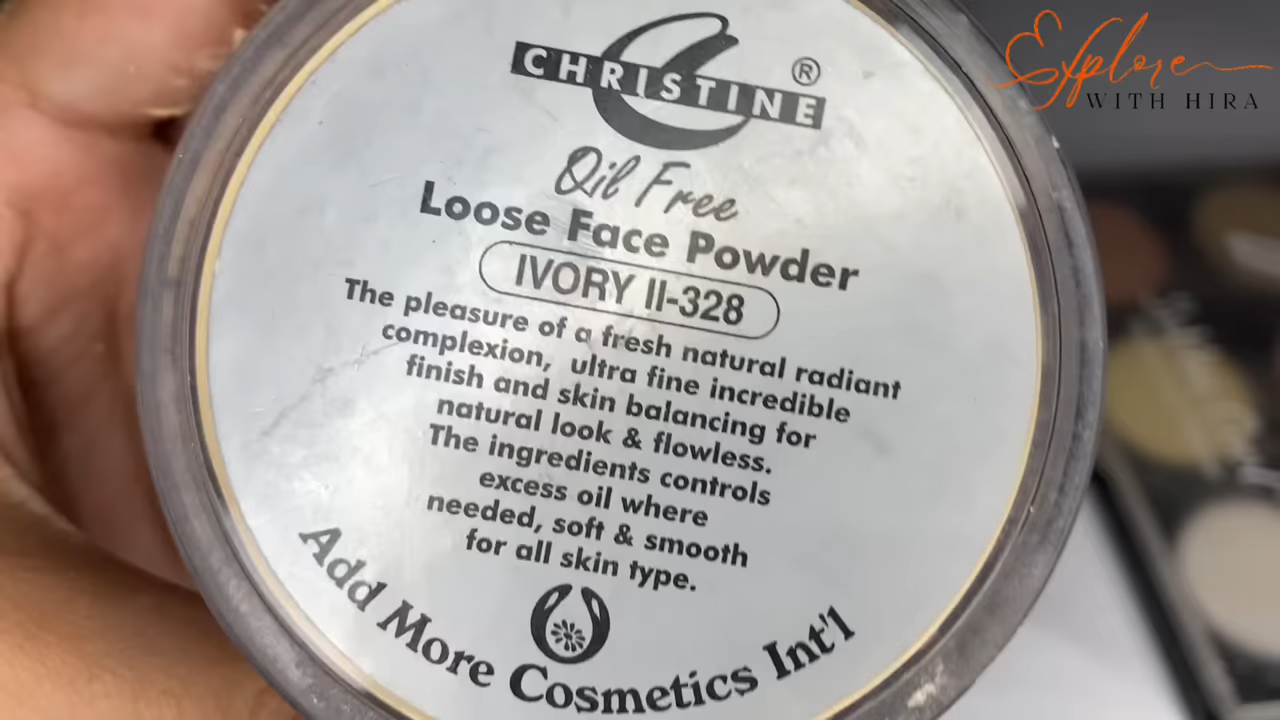 CHRISTINE ®
Oil Free
Loose Face Powder
IVORY II-328
The pleasure of a fresh natural radiant
complexion, ultra fine incredible
finish and skin balancing for
natural look & flowless.
The ingredients controls
excess oil where
needed, soft & smooth
for all skin type.
Add More Cosmetics Int'l
Explore
WITH HIRA